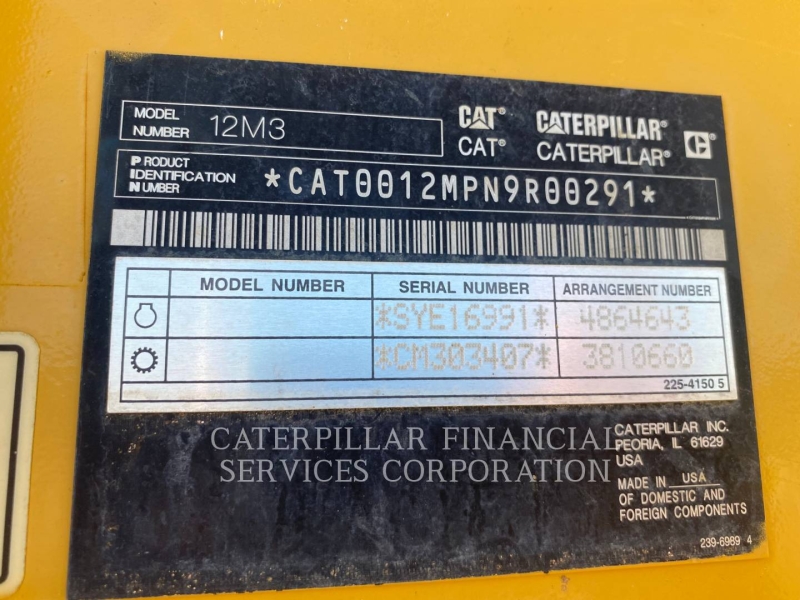 MODEL NUMBER 12M3
CAT® CATERPILLAR®
CAT® CATERPILLAR® C
PRODUCT IDENTIFICATION NUMBER *CAT0012MPN9R00291*
MODEL NUMBER SERIAL NUMBER ARRANGEMENT NUMBER
*SYE16991* 4864643
*CM303407* 3810660
225-4150 5
CATERPILLAR FINANCIAL
SERVICES CORPORATION
CATERPILLAR INC.
PEORIA, IL 61629
USA
MADE IN USA
OF DOMESTIC AND
FOREIGN COMPONENTS
239-6989 4